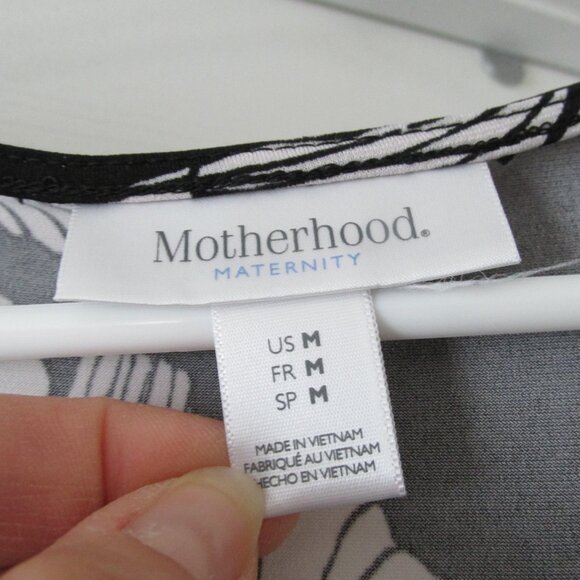 Motherhood®
MATERNITY
US M
FR M
SP M
MADE IN VIETNAM
FABRIQUÉ AU VIETNAM
HECHO EN VIETNAM